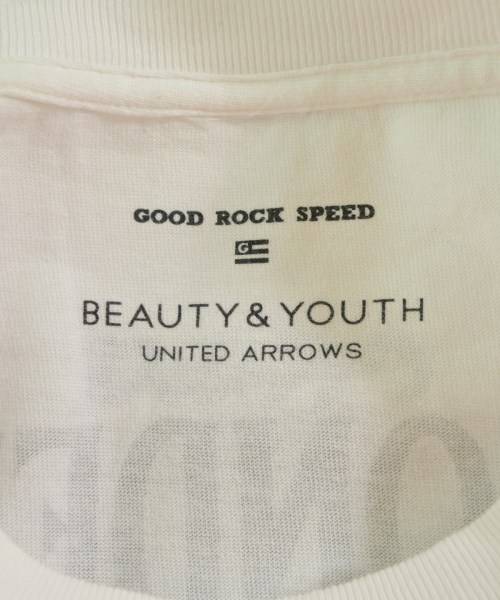 GOOD ROCK SPEED
G
BEAUTY & YOUTH
UNITED ARROWS